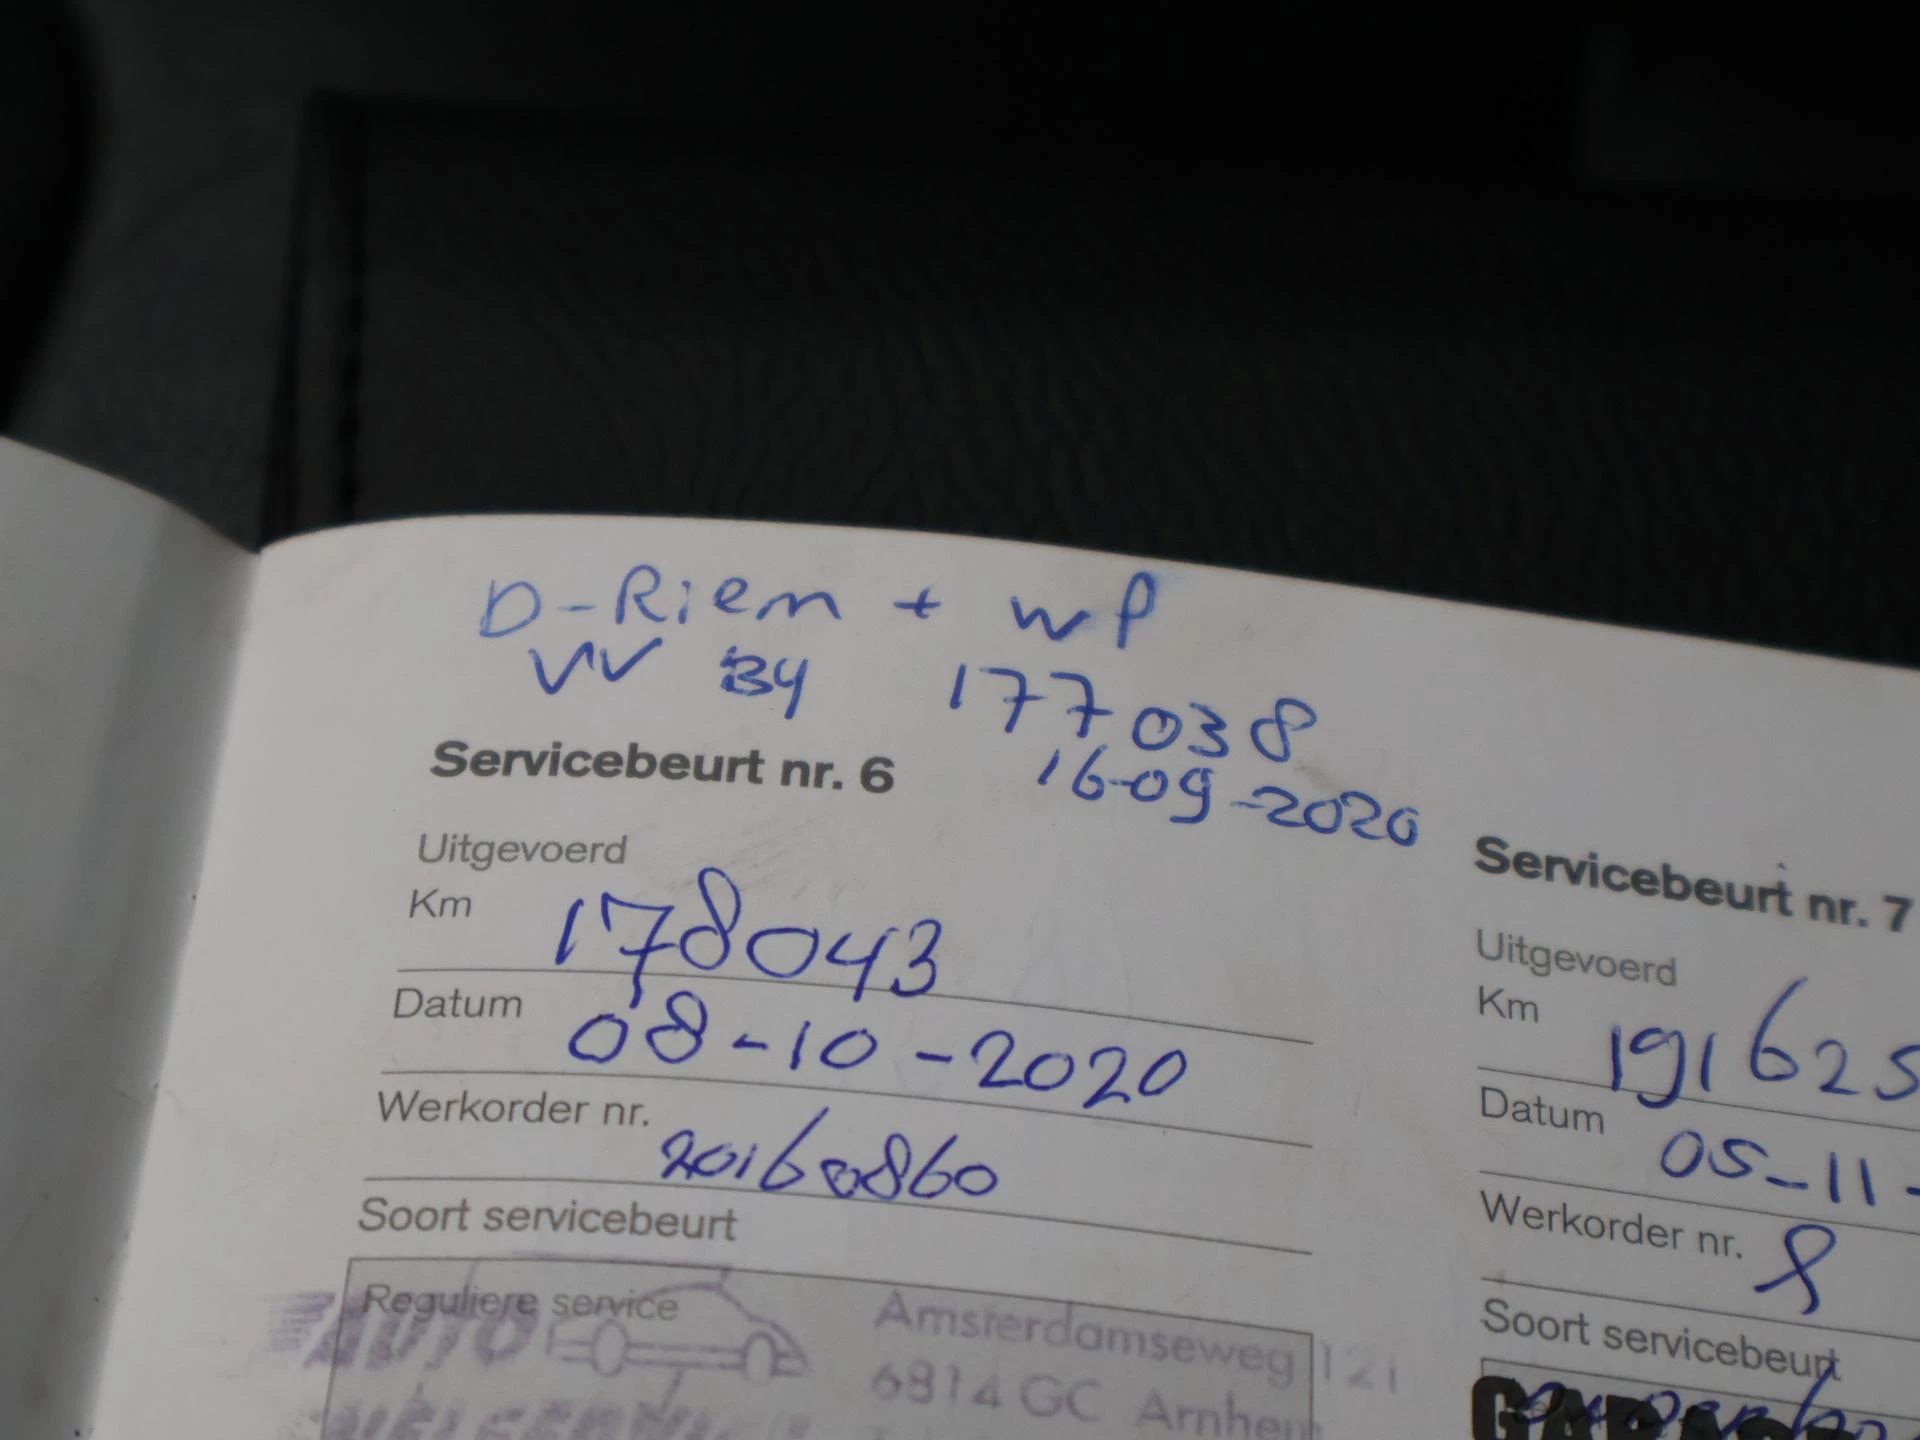 D-Riem + wp
VV By 177038
16-09-2020
Servicebeurt nr. 6
Uitgevoerd
Km 178043
Datum 08-10-2020
Werkorder nr. 20160860
Soort servicebeurt
Reguliere service
AUTO
Amsterdamseweg 121
6814 GC Arnhem
Servicebeurt nr. 7
Uitgevoerd
Km 191625
Datum 05-11-
Werkorder nr. 8
Soort servicebeurt